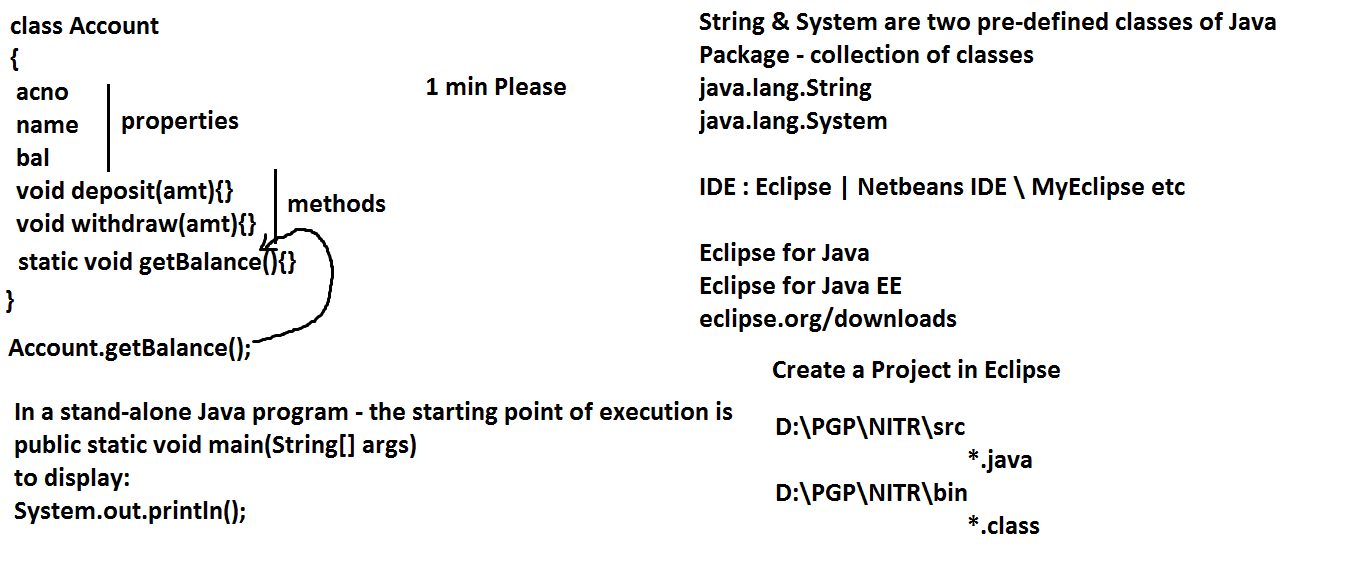 class Account
{
acno
name
bal
properties
void deposit(amt){}
void withdraw(amt){}
methods
static void getBalance(){}
}
Account.getBalance();
1 min Please
In a stand-alone Java program - the starting point of execution is
public static void main(String[] args)
to display:
System.out.println();
String & System are two pre-defined classes of Java
Package - collection of classes
java.lang.String
java.lang.System
IDE : Eclipse | Netbeans IDE \ MyEclipse etc
Eclipse for Java
Eclipse for Java EE
eclipse.org/downloads
Create a Project in Eclipse
D:\PGP\NITR\src
*.java
D:\PGP\NITR\bin
*.class